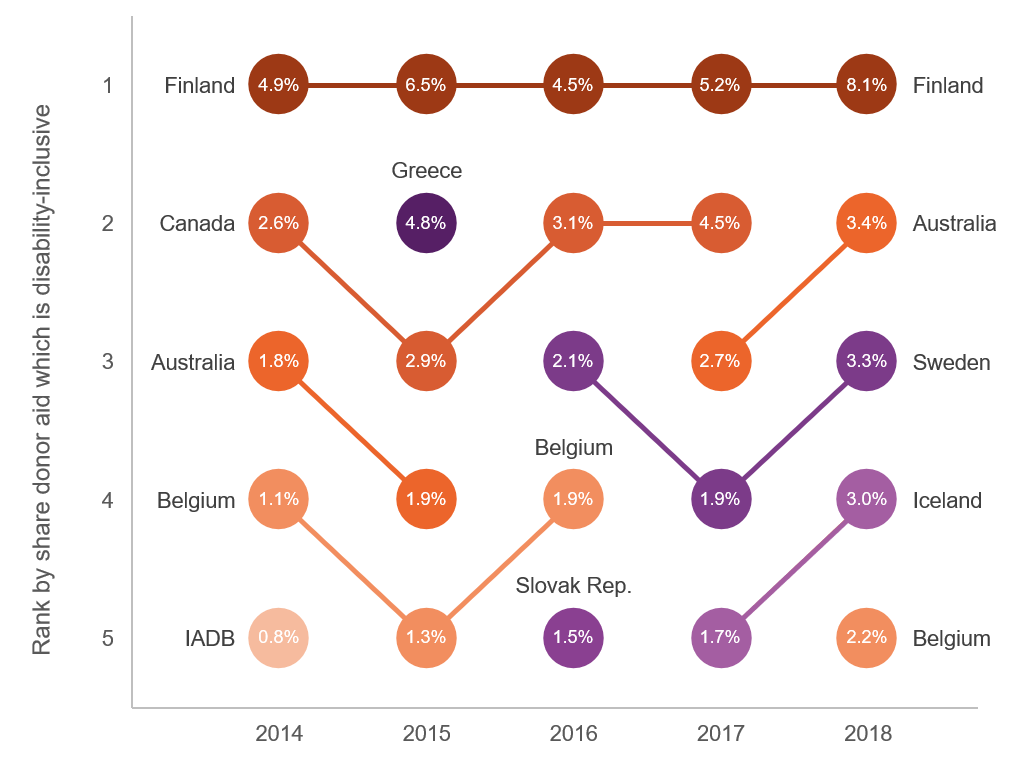 Rank by share donor aid which is disability-inclusive
1
Finland
4.9%
6.5%
4.5%
5.2%
8.1%
Finland
Greece
2
Canada
2.6%
4.8%
3.1%
4.5%
3.4%
Australia
3
Australia
1.8%
2.9%
2.1%
2.7%
3.3%
Sweden
Belgium
4
Belgium
1.1%
1.9%
1.9%
1.9%
3.0%
Iceland
Slovak Rep.
5
IADB
0.8%
1.3%
1.5%
1.7%
2.2%
Belgium
2014
2015
2016
2017
2018